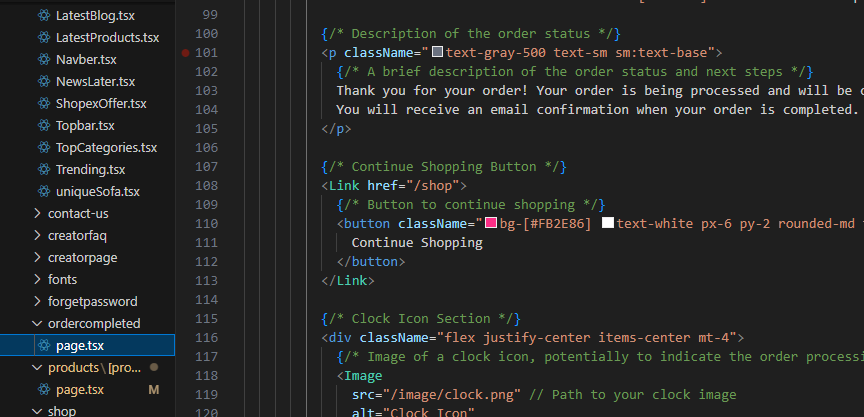 LatestBlog.tsx
LatestProducts.tsx
Navber.tsx
NewsLater.tsx
ShopexOffer.tsx
Topbar.tsx
TopCategories.tsx
Trending.tsx
uniqueSofa.tsx
contact-us
creatorfaq
creatorpage
fonts
forgetpassword
ordercompleted
page.tsx
products\[pro...
page.tsx M
shop
99
100 {/* Description of the order status */}
101 <p className="text-gray-500 text-sm sm:text-base">
102 {/* A brief description of the order status and next steps */}
103 Thank you for your order! Your order is being processed and will be
104 You will receive an email confirmation when your order is completed.
105 </p>
106
107 {/* Continue Shopping Button */}
108 <Link href="/shop">
109 {/* Button to continue shopping */}
110 <button className="bg-[#FB2E86] text-white px-6 py-2 rounded-md
111 Continue Shopping
112 </button>
113 </Link>
114
115 {/* Clock Icon Section */}
116 <div className="flex justify-center items-center mt-4">
117 {/* Image of a clock icon, potentially to indicate the order processi
118 <Image
119 src="/image/clock.png" // Path to your clock image
120 alt="Clock Icon"